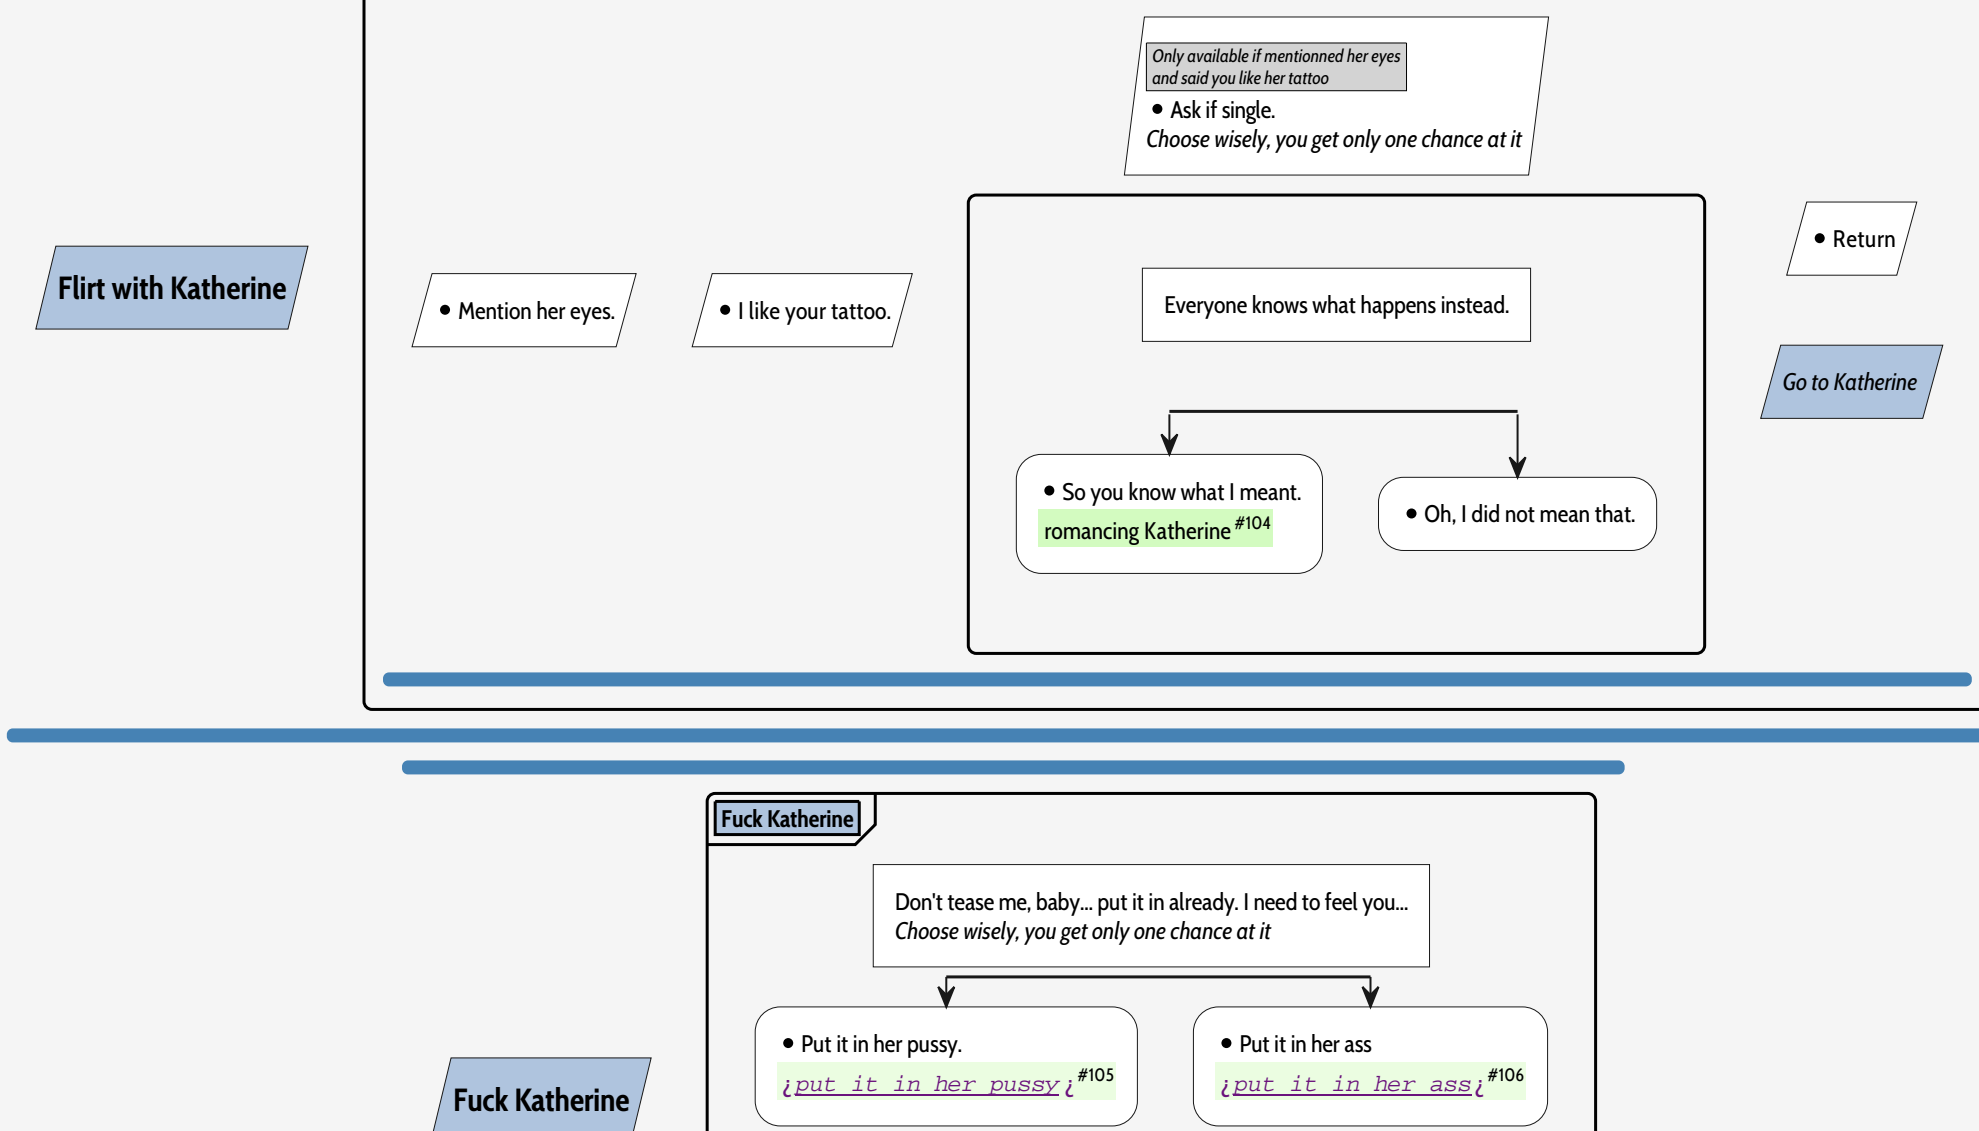 Only available if mentionned her eyes
and said you like her tattoo
• Ask if single.
Choose wisely, you get only one chance at it
Flirt with Katherine
• Mention her eyes.
• I like your tattoo.
Everyone knows what happens instead.
• Return
Go to Katherine
• So you know what I meant.
romancing Katherine #104
• Oh, I did not mean that.
Fuck Katherine
Don't tease me, baby... put it in already. I need to feel you...
Choose wisely, you get only one chance at it
• Put it in her pussy.
¿put it in her pussy¿ #105
• Put it in her ass
¿put it in her ass¿ #106
Fuck Katherine